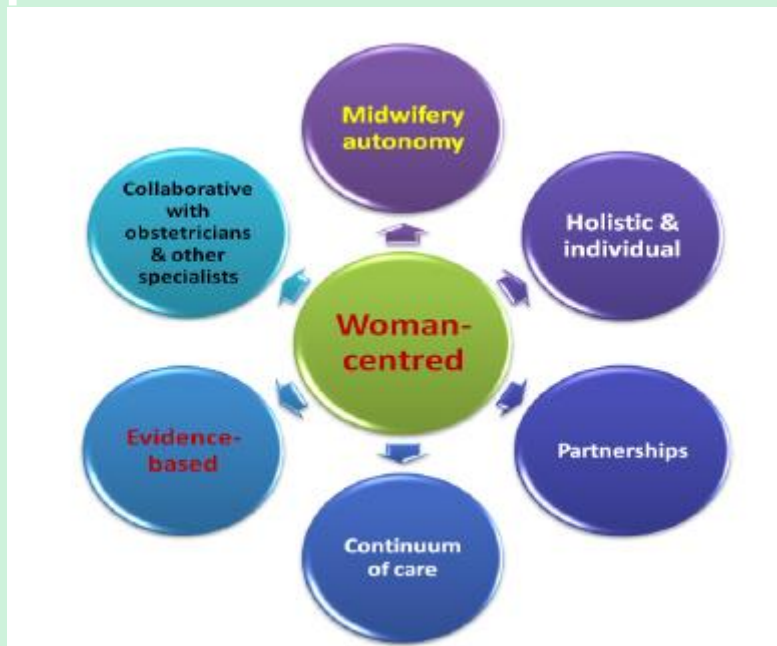 Midwifery
autonomy
Holistic &
individual
Partnerships
Continuum
of care
Evidence-
based
Collaborative
with
obstetricians
& other
specialists
Woman-
centred